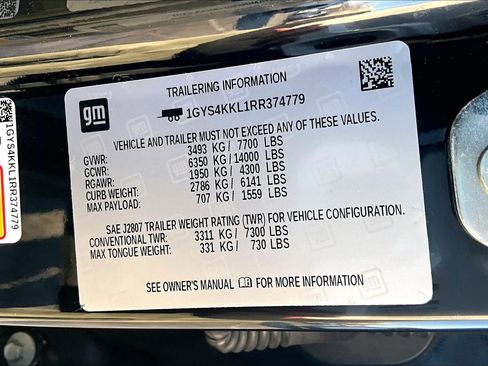 gm
TRAILERING INFORMATION
1GYS4KKL1RR374779
VEHICLE AND TRAILER MUST NOT EXCEED ANY OF THESE VALUES.
GVWR: 3493 KG / 7700 LBS
GCWR: 6350 KG / 14000 LBS
RGAWR: 1950 KG / 4300 LBS
CURB WEIGHT: 2786 KG / 6141 LBS
MAX PAYLOAD: 707 KG / 1559 LBS
SAE J2807 TRAILER WEIGHT RATING (TWR) FOR VEHICLE CONFIGURATION.
CONVENTIONAL TWR: 3311 KG / 7300 LBS
MAX TONGUE WEIGHT: 331 KG / 730 LBS
SEE OWNER'S MANUAL FOR MORE INFORMATION
1GYS4KKL1RR374779